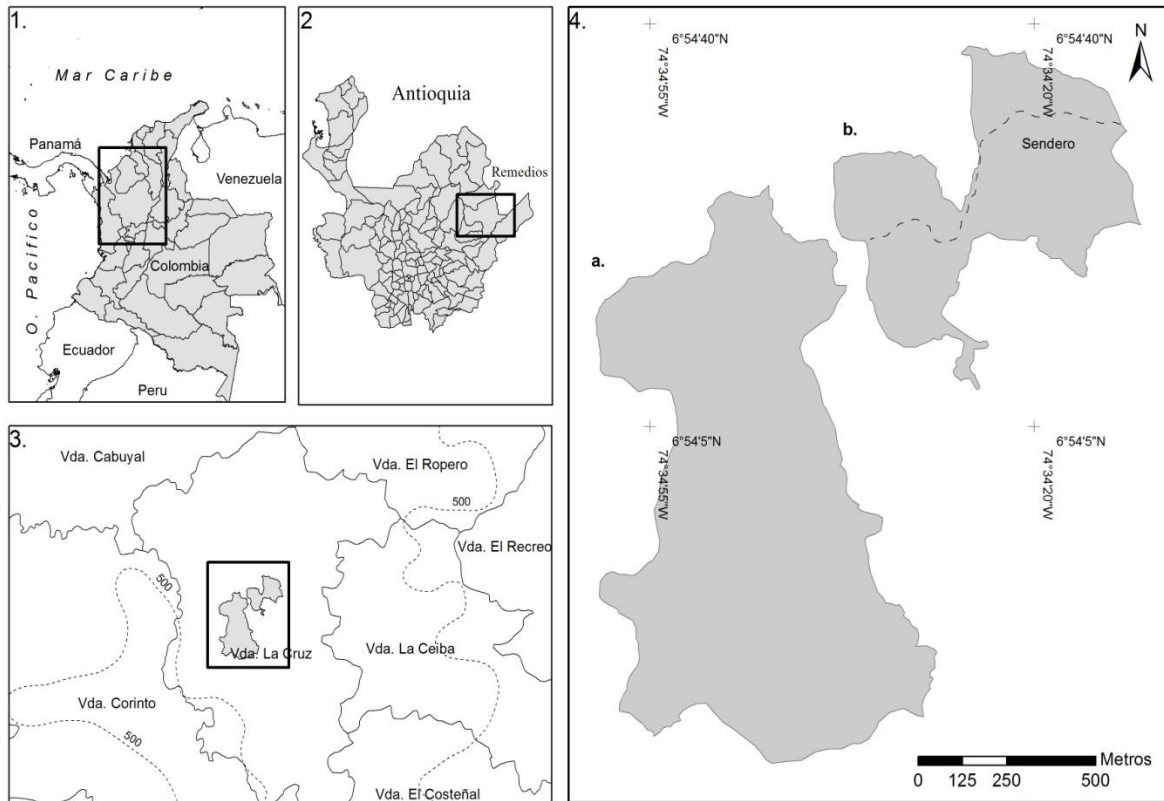 1.
Mar Caribe
Panamá
Venezuela
O. Pacífico
Colombia
Ecuador
Peru
2
Antioquia
Remedios
3.
Vda. Cabuyal
Vda. El Ropero
500
Vda. El Recreo
500
Vda. La Cruz
Vda. La Ceiba
Vda. Corinto
500
Vda. El Costeñal
4.
6°54'40"N
6°54'40"N
N
74°34'55"W
74°34'20"W
b.
Sendero
a.
6°54'5"N
6°54'5"N
74°34'55"W
74°34'20"W
Metros
0 125 250 500